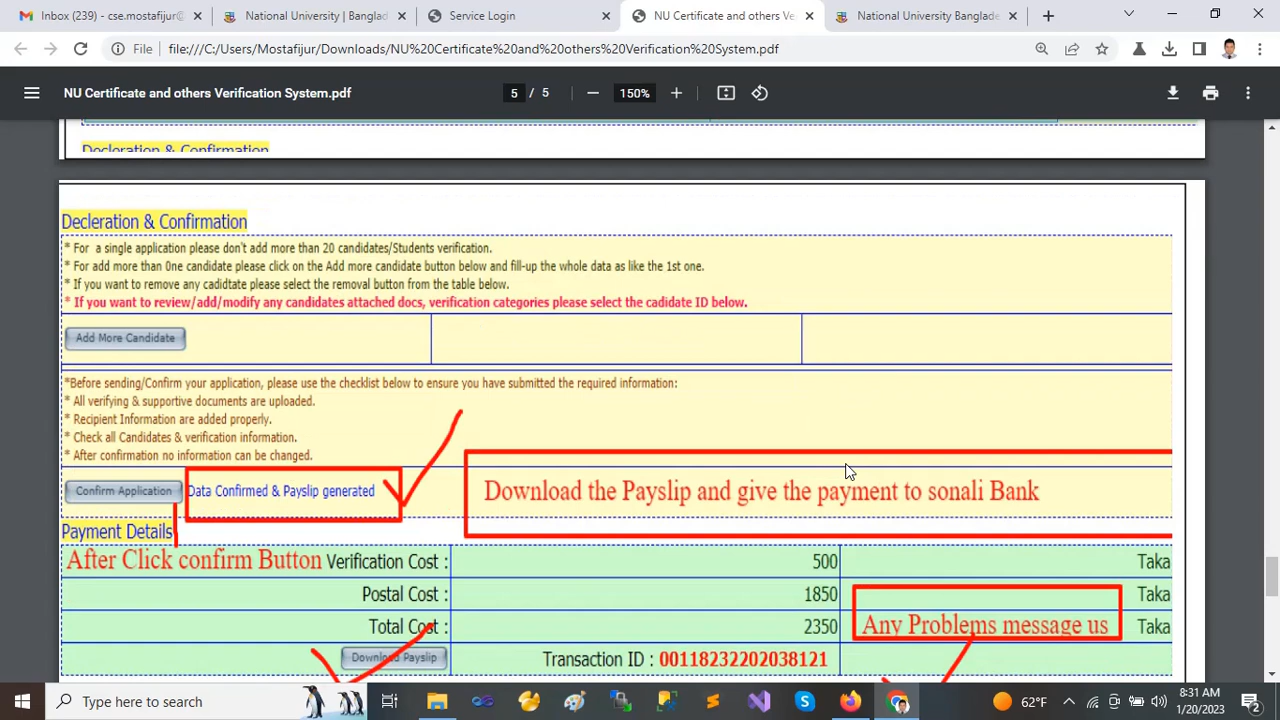 Inbox (239) - cse.mostafijur@
National University | Banglad
Service Login
NU Certificate and others Ve
National University Banglade
File
file:///C:/Users/Mostafijur/Downloads/NU%20Certificate%20and%20others%20Verification%20System.pdf
NU Certificate and others Verification System.pdf
5 / 5
150%
Decleration & Confirmation
Decleration & Confirmation
* For a single application please don't add more than 20 candidates/Students verification.
* For add more than 0ne candidate please click on the Add more candidate button below and fill-up the whole data as like the 1st one.
* If you want to remove any cadidtate please select the removal button from the table below.
* If you want to review/add/modify any candidates attached docs, verification categories please select the cadidate ID below.
Add More Candidate
*Before sending/Confirm your application, please use the checklist below to ensure you have submitted the required information:
* All verifying & supportive documents are uploaded.
* Recipient Information are added properly.
* Check all Candidates & verification information.
* After confirmation no information can be changed.
Confirm Application
Data Confirmed & Payslip generated
Download the Payslip and give the payment to sonali Bank
Payment Details
After Click confirm Button
Verification Cost : 500 Taka
Postal Cost : 1850 Taka
Total Cost : 2350 Taka
Any Problems message us
Download Payslip
Transaction ID : 00118232202038121
Type here to search
62°F
8:31 AM
1/20/2023
2